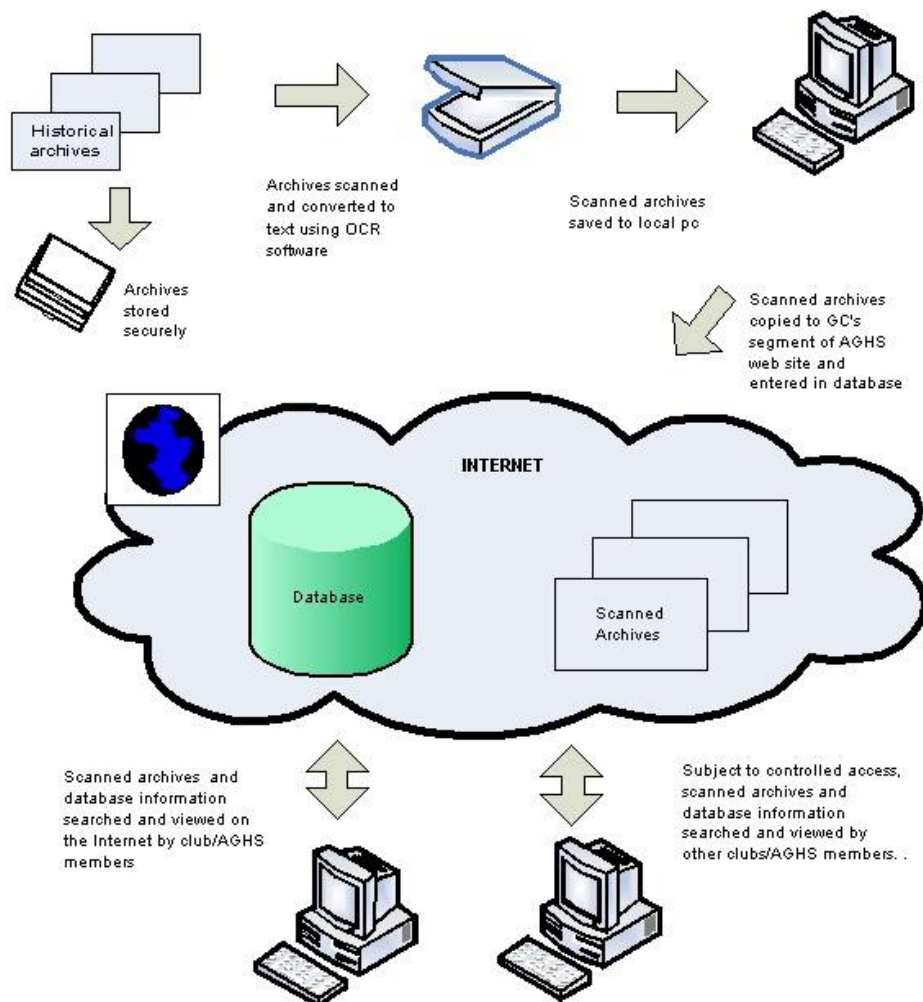 Historical
archives
Archives scanned
and converted to
text using OCR
software
Scanned archives
saved to local pc
Archives
stored
securely
Scanned archives
copied to GC's
segment of AGHS
web site and
entered in database
INTERNET
Database
Scanned
Archives
Scanned archives and
database information
searched and viewed on
the Internet by club/AGHS
members
Subject to controlled access,
scanned archives and
database information
searched and viewed by
other clubs/AGHS members. .